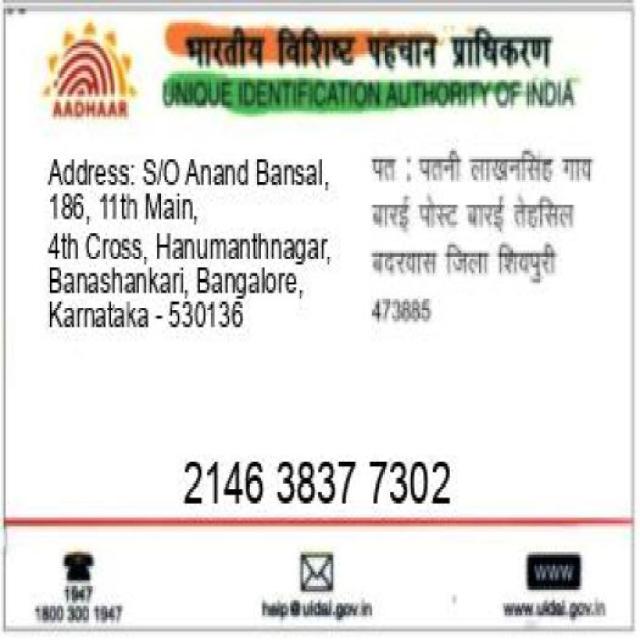 भारतीय विशिष्ट पहचान प्राधिकरण
AADHAAR
UNIQUE IDENTIFICATION AUTHORITY OF INDIA
Address: S/O Anand Bansal,
186, 11th Main,
4th Cross, Hanumanthnagar,
Banashankari, Bangalore,
Karnataka - 530136
पत : पतनी लाखनसिंह गाव
बारई पोस्ट बारई तेहसिल
बदरवास जिला शिवपुरी
473885
2146 3837 7302
1947
1800 300 1947
help@uidai.gov.in
WWW
www.uidai.gov.in